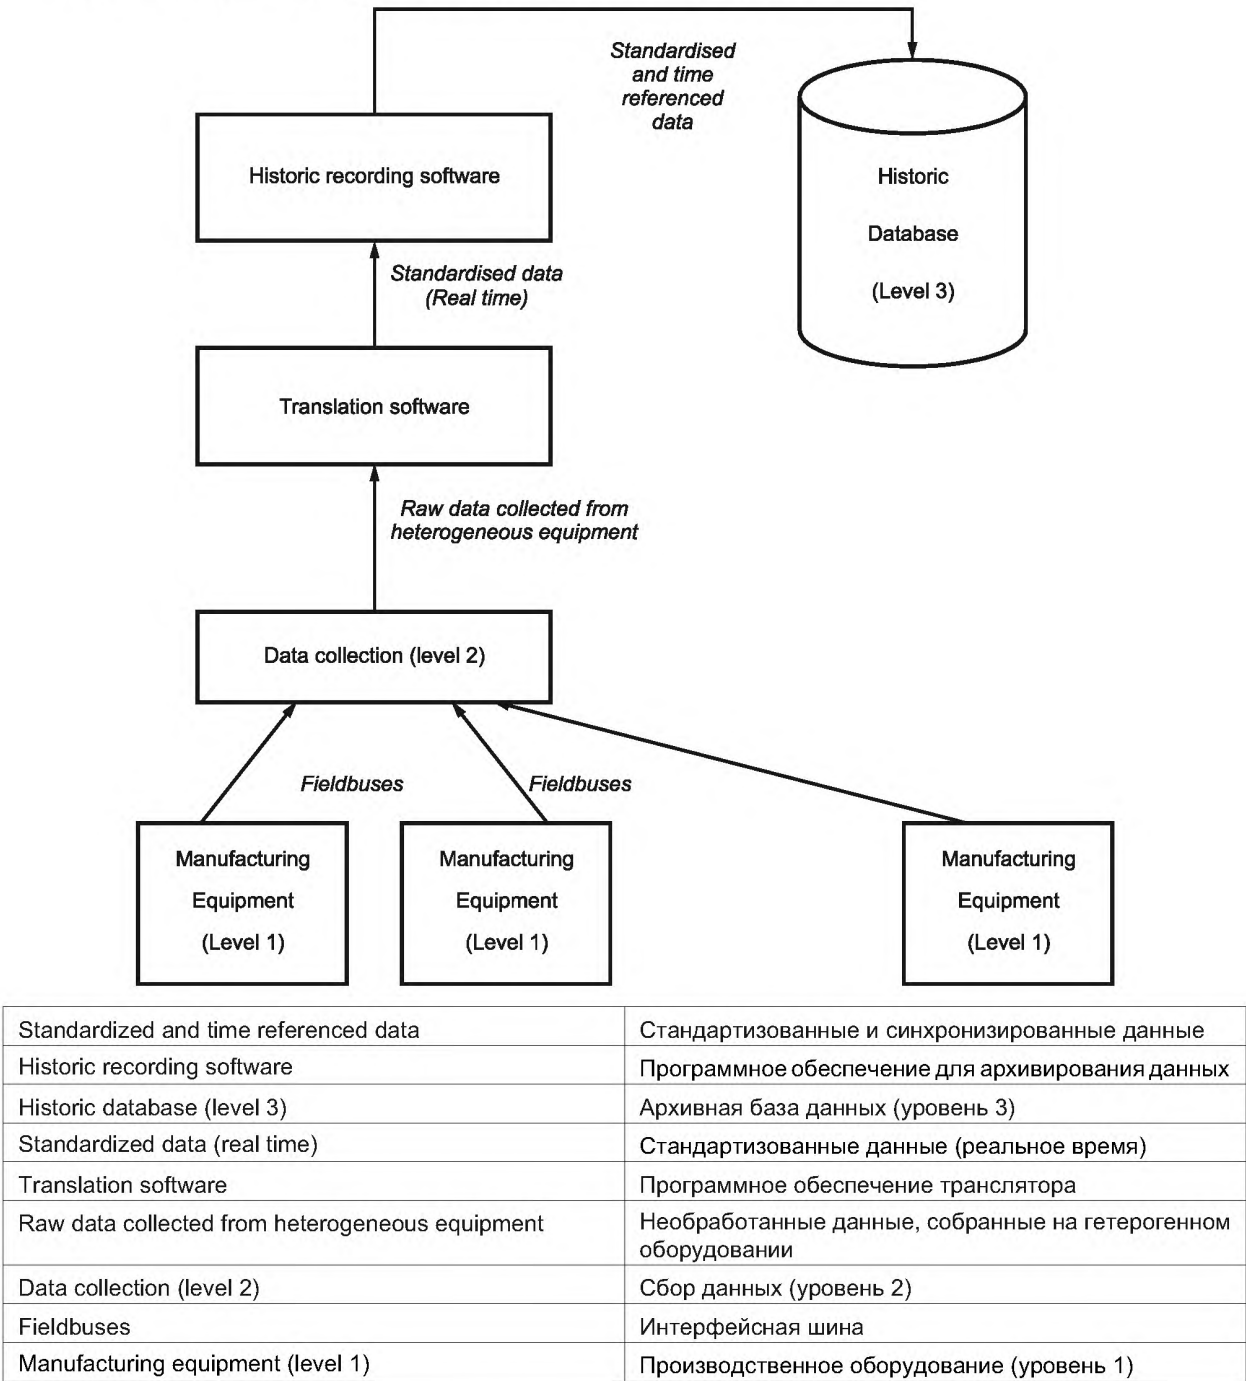 Standardised
and time
referenced
data
Historic recording software
Historic
Database
(Level 3)
Standardised data
(Real time)
Translation software
Raw data collected from
heterogeneous equipment
Data collection (level 2)
Fieldbuses
Fieldbuses
Manufacturing
Equipment
(Level 1)
Manufacturing
Equipment
(Level 1)
Manufacturing
Equipment
(Level 1)
Standardized and time referenced data
Стандартизованные и синхронизированные данные
Historic recording software
Программное обеспечение для архивирования данных
Historic database (level 3)
Архивная база данных (уровень 3)
Standardized data (real time)
Стандартизованные данные (реальное время)
Translation software
Программное обеспечение транслятора
Raw data collected from heterogeneous equipment
Необработанные данные, собранные на гетерогенном
оборудовании
Data collection (level 2)
Сбор данных (уровень 2)
Fieldbuses
Интерфейсная шина
Manufacturing equipment (level 1)
Производственное оборудование (уровень 1)